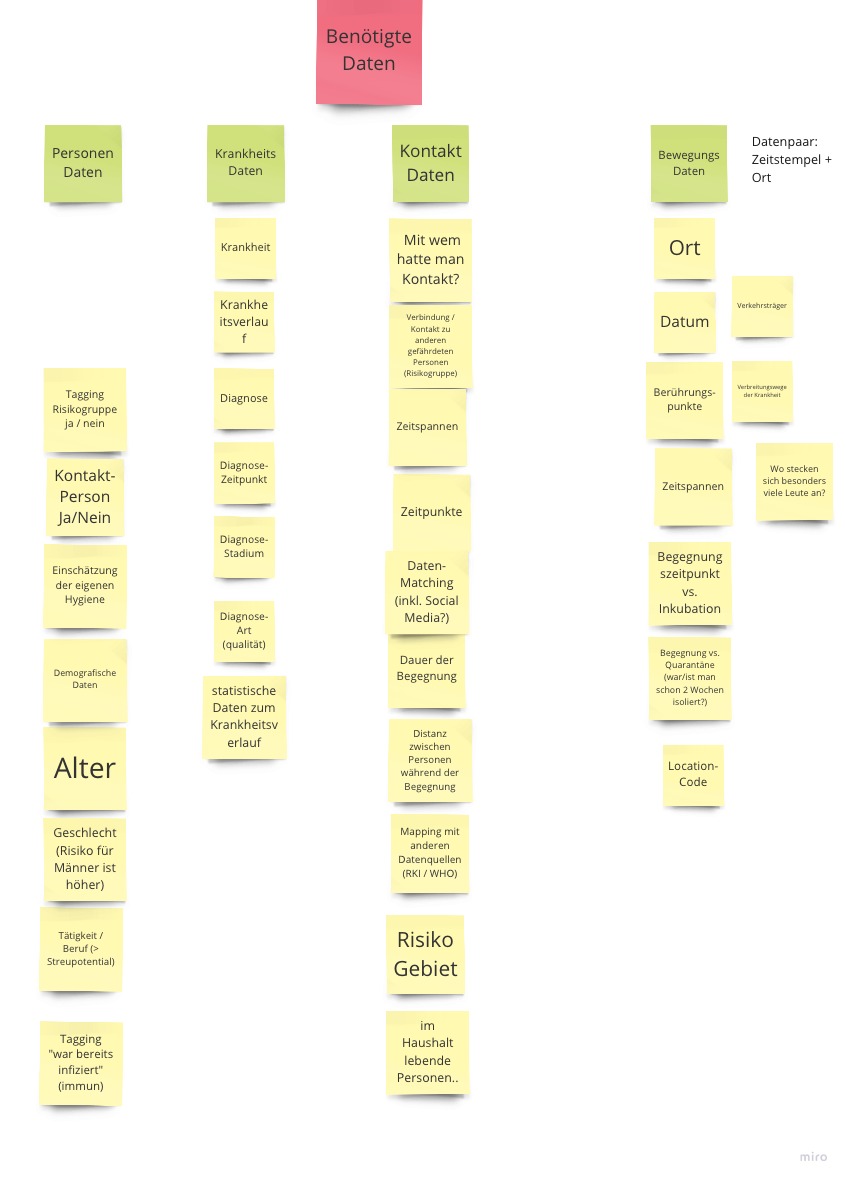 Benötigte
Daten
Personen
Daten
Tagging
Risikogruppe
ja / nein
Kontakt-
Person
Ja/Nein
Einschätzung
der eigenen
Hygiene
Demografische
Daten
Alter
Geschlecht
(Risiko für
Männer ist
höher)
Tätigkeit /
Beruf (>
Streupotential)
Tagging
"war bereits
infiziert"
(immun)
Krankheits
Daten
Krankheit
Krankhe
itsverlau
f
Diagnose
Diagnose-
Zeitpunkt
Diagnose-
Stadium
Diagnose-
Art
(qualität)
statistische
Daten zum
Krankheitsv
erlauf
Kontakt
Daten
Mit wem
hatte man
Kontakt?
Verbindung /
Kontakt zu
anderen
gefährdeten
Personen
(Risikogruppe)
Zeitspannen
Zeitpunkte
Daten-
Matching
(inkl. Social
Media?)
Dauer der
Begegnung
Distanz
zwischen
Personen
während der
Begegnung
Mapping mit
anderen
Datenquellen
(RKI / WHO)
Risiko
Gebiet
im
Haushalt
lebende
Personen..
Bewegungs
Daten
Datenpaar:
Zeitstempel +
Ort
Ort
Datum
Verkehrsträger
Berührungs-
punkte
Verbreitungswege
der Krankheit
Zeitspannen
Wo stecken
sich besonders
viele Leute an?
Begegnung
szeitpunkt
vs.
Inkubation
Begegnung vs.
Quarantäne
(war/ist man
schon 2 Wochen
isoliert?)
Location-
Code
miro